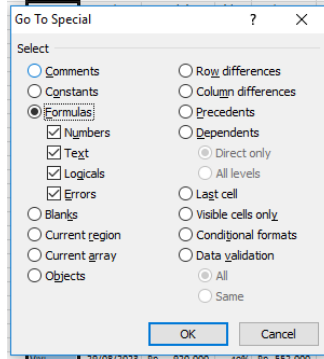 Go To Special ? ×
Select
Comments
Constants
Formulas
Numbers
Text
Logicals
Errors
Blanks
Current region
Current array
Objects
Row differences
Column differences
Precedents
Dependents
Direct only
All levels
Last cell
Visible cells only
Conditional formats
Data validation
All
Same
OK Cancel